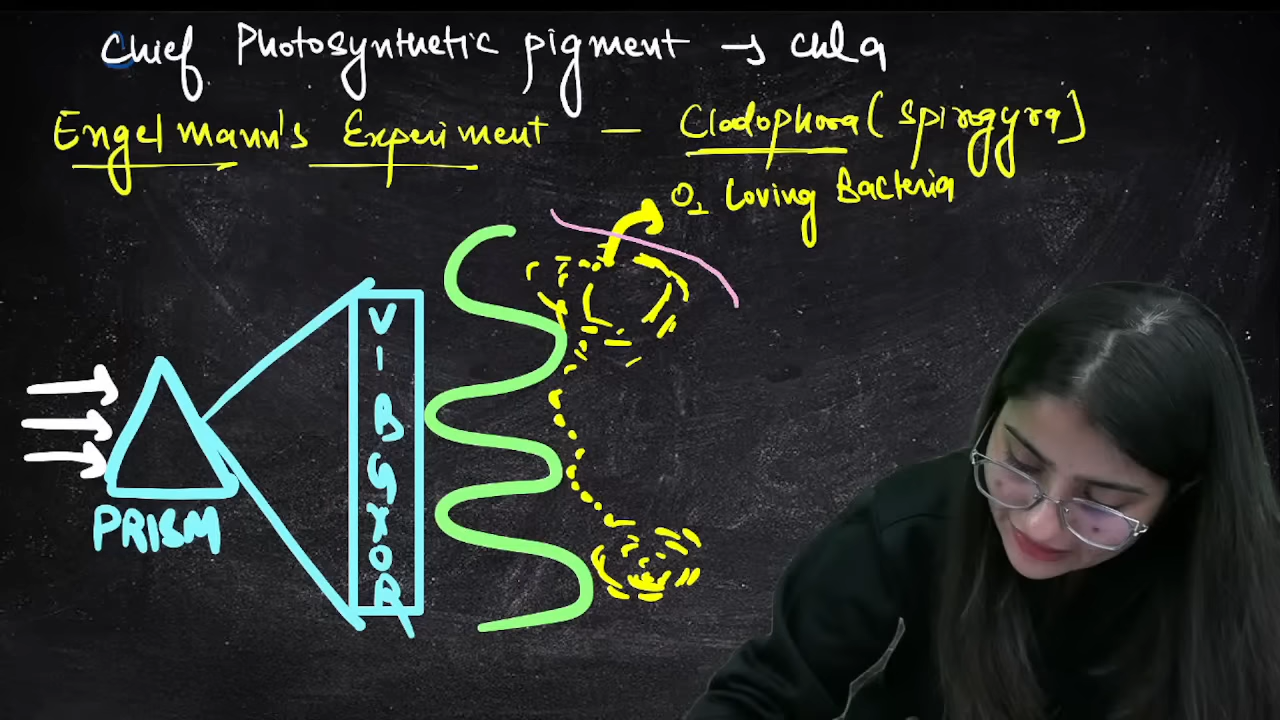 Chief Photosynthetic pigment → chl a
Engelmann's Experiment — Cladophora (Spirogyra)
O₂ Loving Bacteria
V
I
B
G
Y
O
R
PRISM